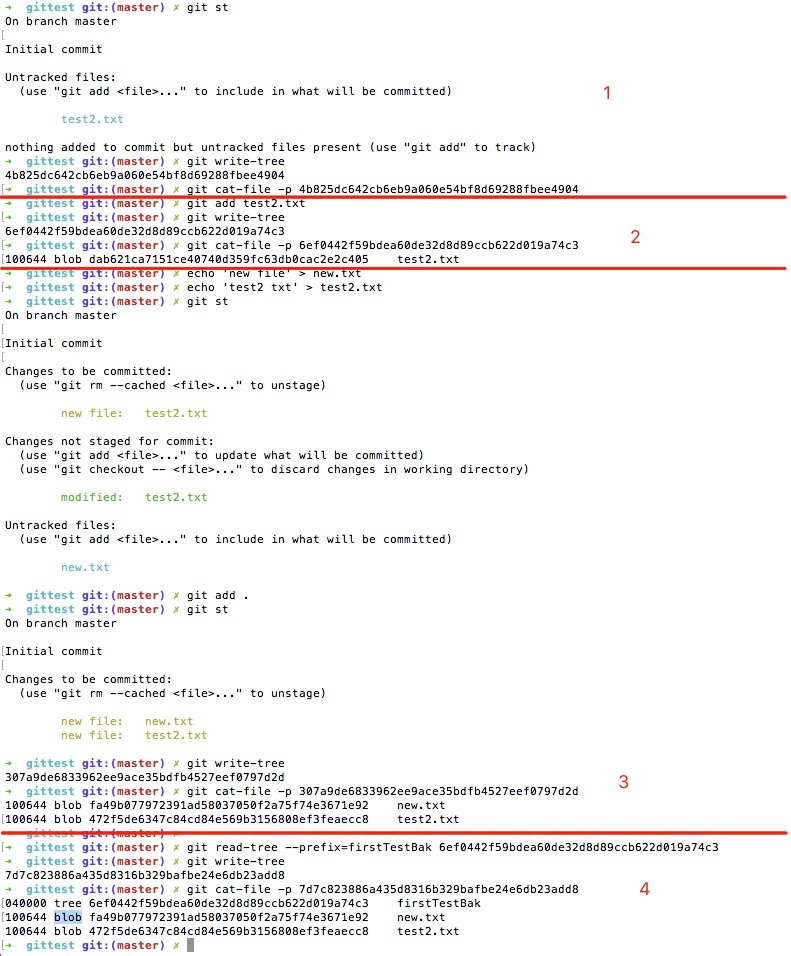 ➜ gittest git:(master) ✗ git st
On branch master
[
Initial commit
Untracked files:
(use "git add <file>..." to include in what will be committed)
1
test2.txt
nothing added to commit but untracked files present (use "git add" to track)
➜ gittest git:(master) ✗ git write-tree
4b825dc642cb6eb9a060e54bf8d69288fbee4904
[➜ gittest git:(master) ✗ git cat-file -p 4b825dc642cb6eb9a060e54bf8d69288fbee4904
➜ gittest git:(master) ✗ git add test2.txt
[➜ gittest git:(master) ✗ git write-tree
6ef0442f59bdea60de32d8d89ccb622d019a74c3
2
[➜ gittest git:(master) ✗ git cat-file -p 6ef0442f59bdea60de32d8d89ccb622d019a74c3
[100644 blob dab621ca7151ce40740d359fc63db0cac2e2c405 test2.txt
➜ gittest git:(master) ✗ echo 'new file' > new.txt
[➜ gittest git:(master) ✗ echo 'test2 txt' > test2.txt
➜ gittest git:(master) ✗ git st
On branch master
[
[Initial commit
[
Changes to be committed:
(use "git rm --cached <file>..." to unstage)
new file: test2.txt
Changes not staged for commit:
(use "git add <file>..." to update what will be committed)
(use "git checkout -- <file>..." to discard changes in working directory)
modified: test2.txt
Untracked files:
(use "git add <file>..." to include in what will be committed)
new.txt
➜ gittest git:(master) ✗ git add .
➜ gittest git:(master) ✗ git st
On branch master
[Initial commit
[
Changes to be committed:
(use "git rm --cached <file>..." to unstage)
new file: new.txt
new file: test2.txt
➜ gittest git:(master) ✗ git write-tree
307a9de6833962ee9ace35bdfb4527eef0797d2d
3
[➜ gittest git:(master) ✗ git cat-file -p 307a9de6833962ee9ace35bdfb4527eef0797d2d
100644 blob fa49b077972391ad58037050f2a75f74e3671e92 new.txt
[100644 blob 472f5de6347c84cd84e569b3156808ef3feaecc8 test2.txt
➜ gittest git:(master) ✗
[➜ gittest git:(master) ✗ git read-tree --prefix=firstTestBak 6ef0442f59bdea60de32d8d89ccb622d019a74c3
[➜ gittest git:(master) ✗ git write-tree
7d7c823886a435d8316b329bafbe24e6db23add8
4
[➜ gittest git:(master) ✗ git cat-file -p 7d7c823886a435d8316b329bafbe24e6db23add8
[040000 tree 6ef0442f59bdea60de32d8d89ccb622d019a74c3 firstTestBak
[100644 blob fa49b077972391ad58037050f2a75f74e3671e92 new.txt
100644 blob 472f5de6347c84cd84e569b3156808ef3feaecc8 test2.txt
[➜ gittest git:(master) ✗